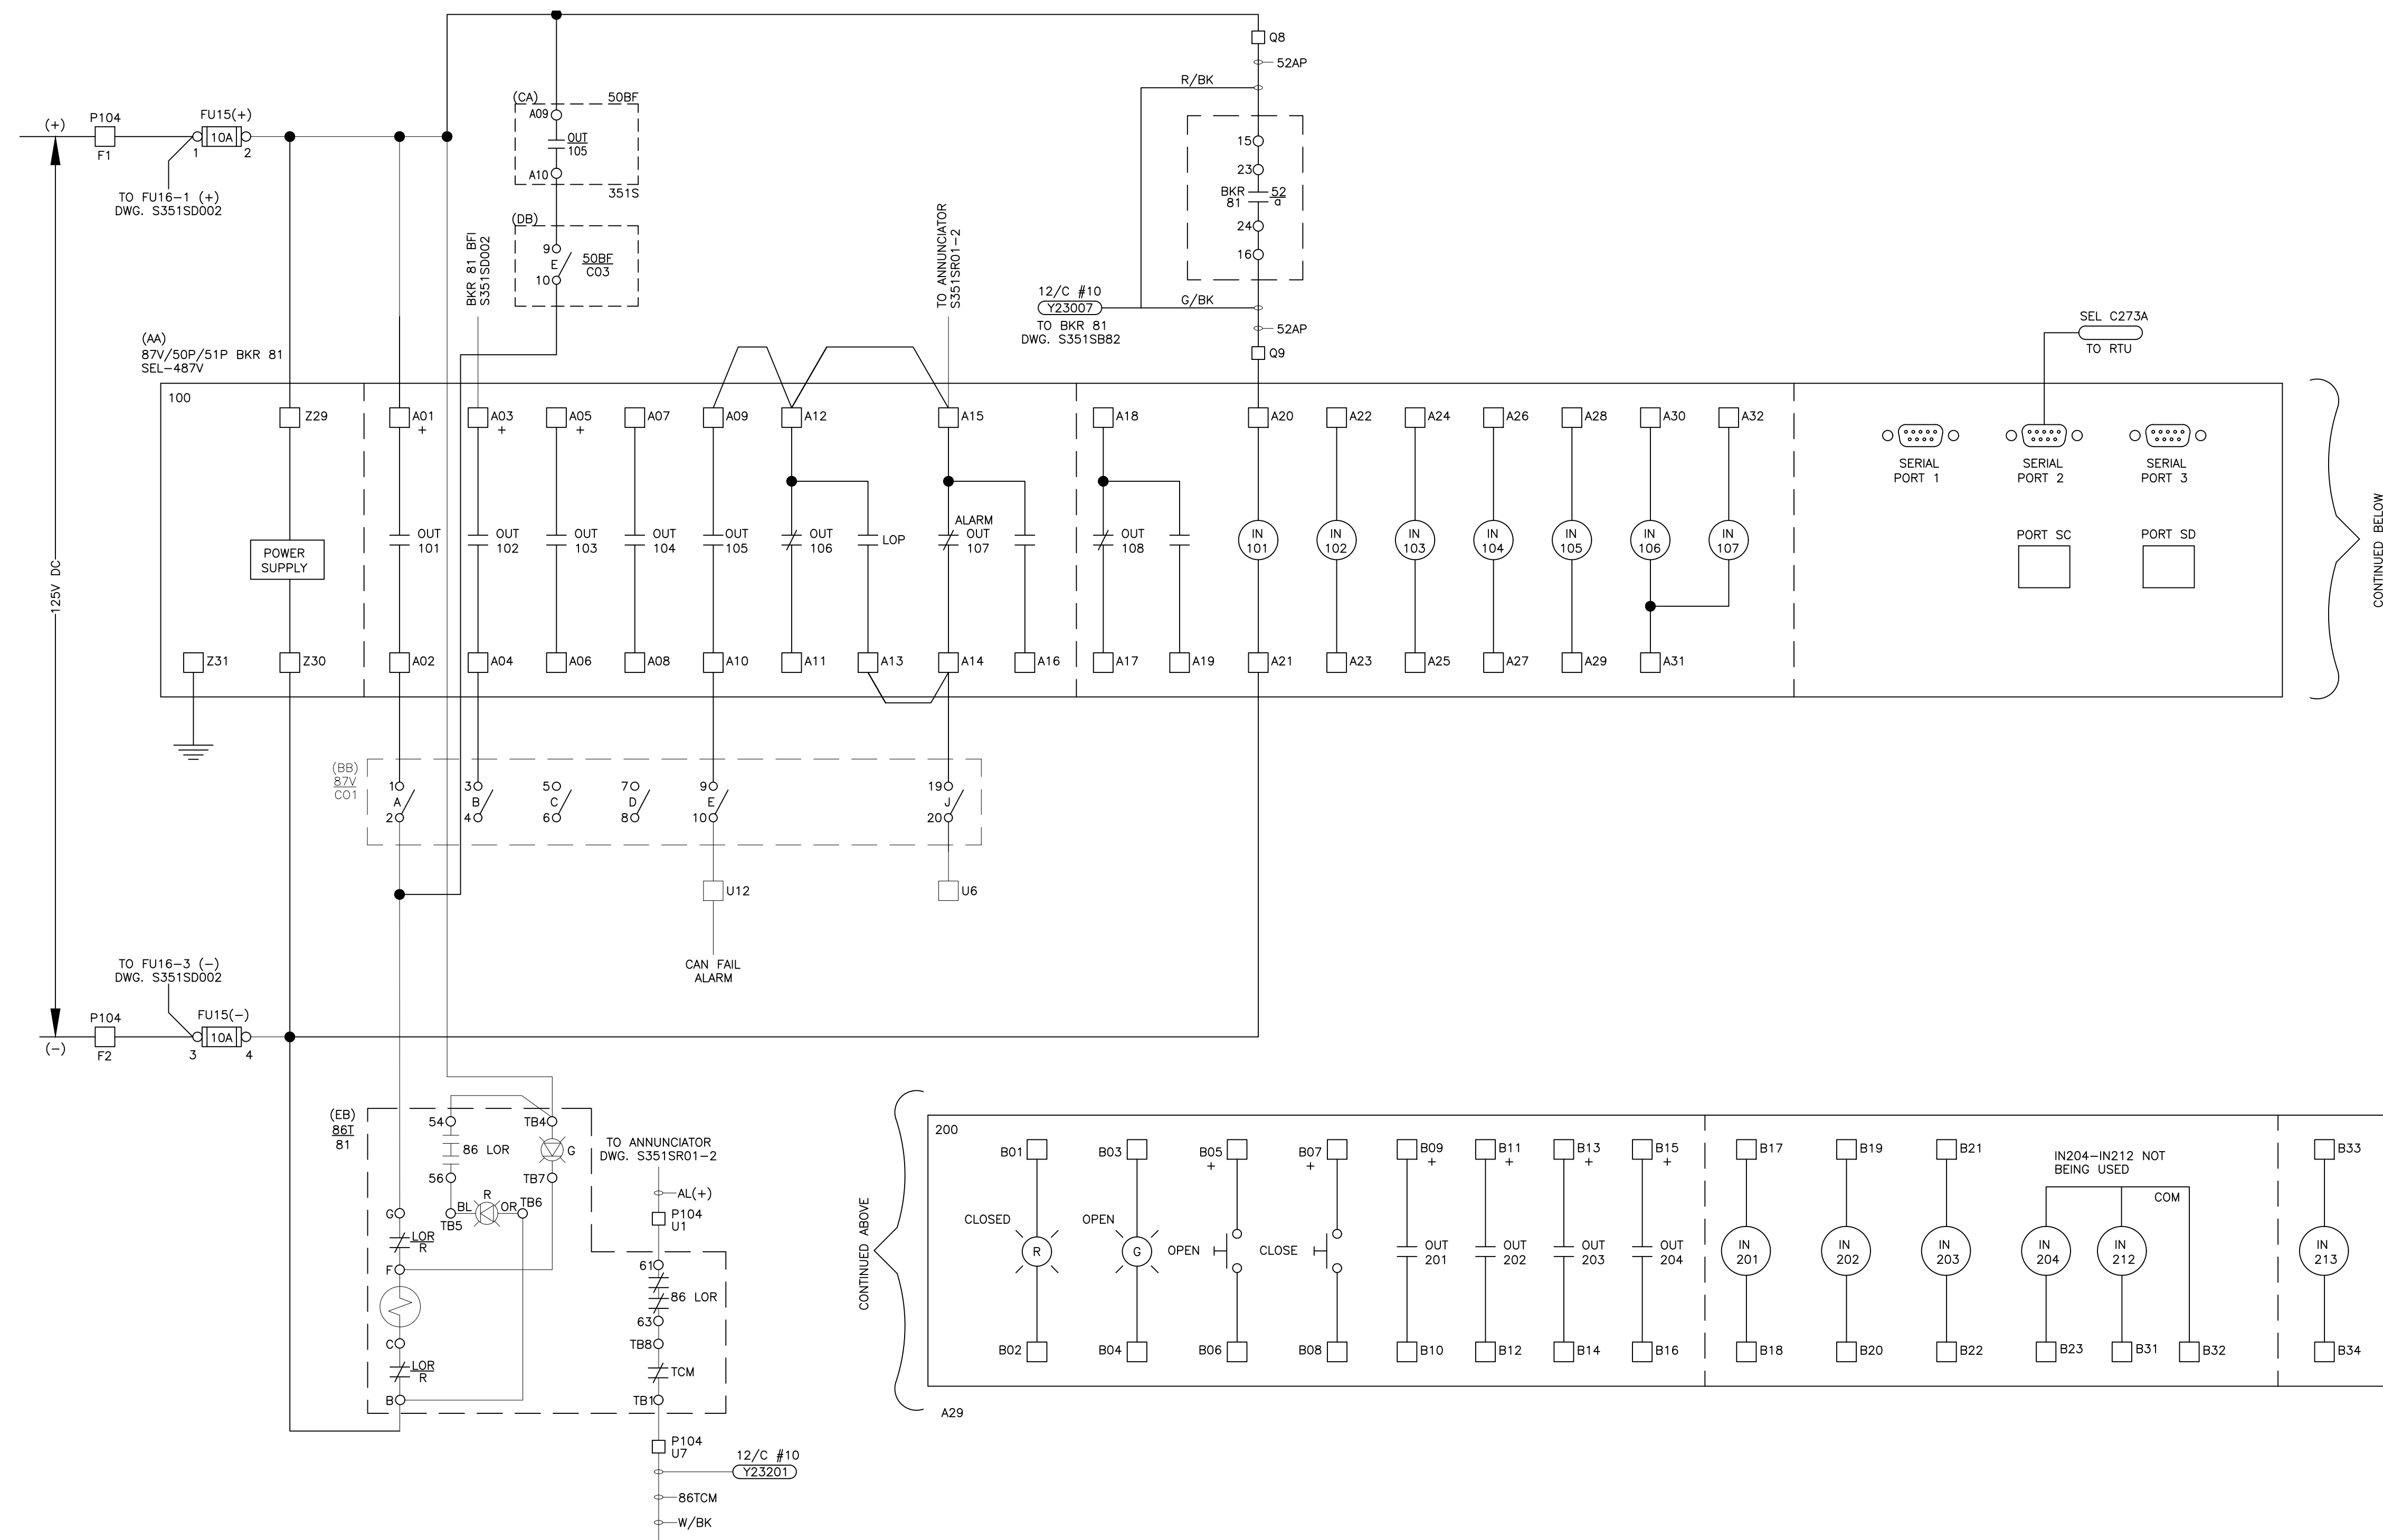 Q8
52AP
R/BK
(CA)
50BF
A09
OUT
105
A10
351S
(+)
P104
F1
FU15(+)
10A
1
2
TO FU16-1 (+)
DWG. S351SD002
15
23
BKR
81
52
a
24
16
(DB)
9
E
10
50BF
C03
BKR 81 BFI
S351SD002
TO ANNUNCIATOR
S351SR01-2
12/C #10
Y23007
TO BKR 81
DWG. S351SB82
G/BK
52AP
Q9
SEL C273A
TO RTU
(AA)
87V/50P/51P BKR 81
SEL-487V
100
Z29
A01
+
A03
+
A05
+
A07
A09
A12
A15
A18
A20
A22
A24
A26
A28
A30
A32
SERIAL
PORT 1
SERIAL
PORT 2
SERIAL
PORT 3
POWER
SUPPLY
OUT
101
OUT
102
OUT
103
OUT
104
OUT
105
OUT
106
LOP
ALARM
OUT
107
OUT
108
IN
101
IN
102
IN
103
IN
104
IN
105
IN
106
IN
107
PORT SC
PORT SD
CONTINUED BELOW
125V DC
Z31
Z30
A02
A04
A06
A08
A10
A11
A13
A14
A16
A17
A19
A21
A23
A25
A27
A29
A31
(BB)
87V
C01
1
A
2
3
B
4
5
C
6
7
D
8
9
E
10
19
J
20
U12
U6
CAN FAIL
ALARM
TO FU16-3 (-)
DWG. S351SD002
(-)
P104
F2
FU15(-)
10A
3
4
(EB)
86T
81
54
86 LOR
56
TB4
G
TB7
BL
R
OR
TB5
TB6
G
LOR
R
F
C
LOR
R
B
TO ANNUNCIATOR
DWG. S351SR01-2
AL(+)
P104
U1
61
86 LOR
63
TB8
TCM
TB1
P104
U7
12/C #10
Y23201
86TCM
W/BK
CONTINUED ABOVE
200
B01
B03
B05
+
B07
+
B09
+
B11
+
B13
+
B15
+
B17
B19
B21
IN204-IN212 NOT
BEING USED
COM
B33
CLOSED
R
OPEN
G
OPEN
CLOSE
OUT
201
OUT
202
OUT
203
OUT
204
IN
201
IN
202
IN
203
IN
204
IN
212
IN
213
B02
B04
B06
B08
B10
B12
B14
B16
B18
B20
B22
B23
B31
B32
B34
A29